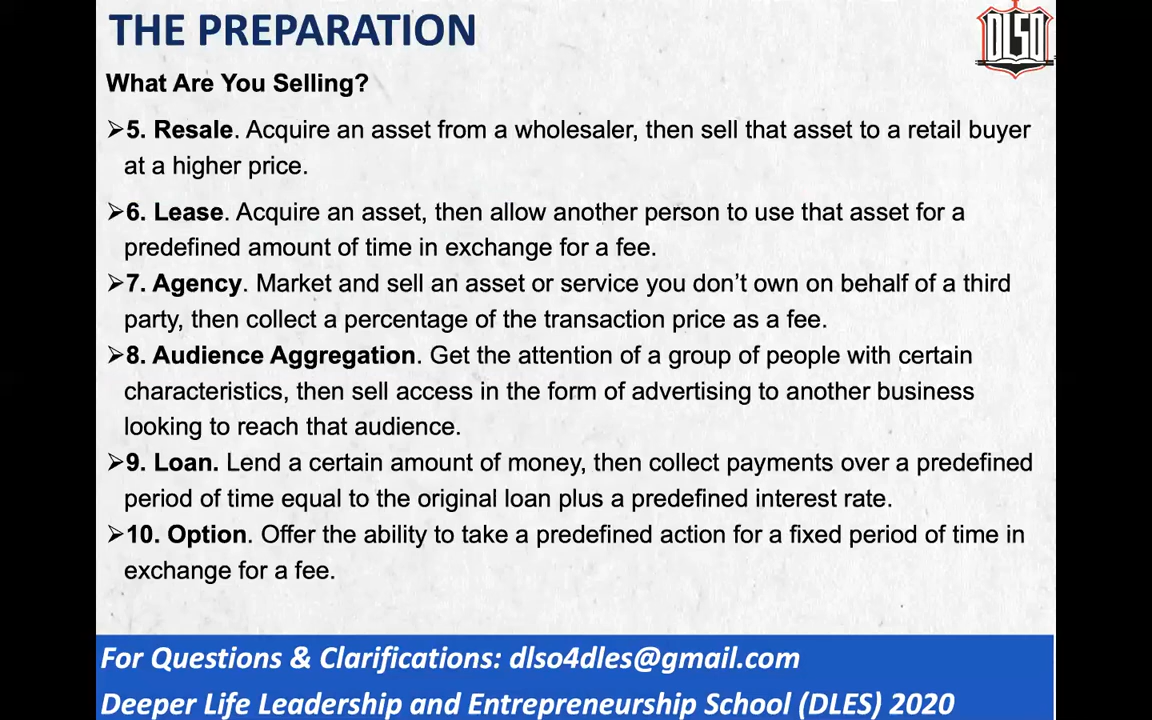 THE PREPARATION
DLSO
What Are You Selling?
➢5. Resale. Acquire an asset from a wholesaler, then sell that asset to a retail buyer
at a higher price.
➢6. Lease. Acquire an asset, then allow another person to use that asset for a
predefined amount of time in exchange for a fee.
➢7. Agency. Market and sell an asset or service you don’t own on behalf of a third
party, then collect a percentage of the transaction price as a fee.
➢8. Audience Aggregation. Get the attention of a group of people with certain
characteristics, then sell access in the form of advertising to another business
looking to reach that audience.
➢9. Loan. Lend a certain amount of money, then collect payments over a predefined
period of time equal to the original loan plus a predefined interest rate.
➢10. Option. Offer the ability to take a predefined action for a fixed period of time in
exchange for a fee.
For Questions & Clarifications: dlso4dles@gmail.com
Deeper Life Leadership and Entrepreneurship School (DLES) 2020